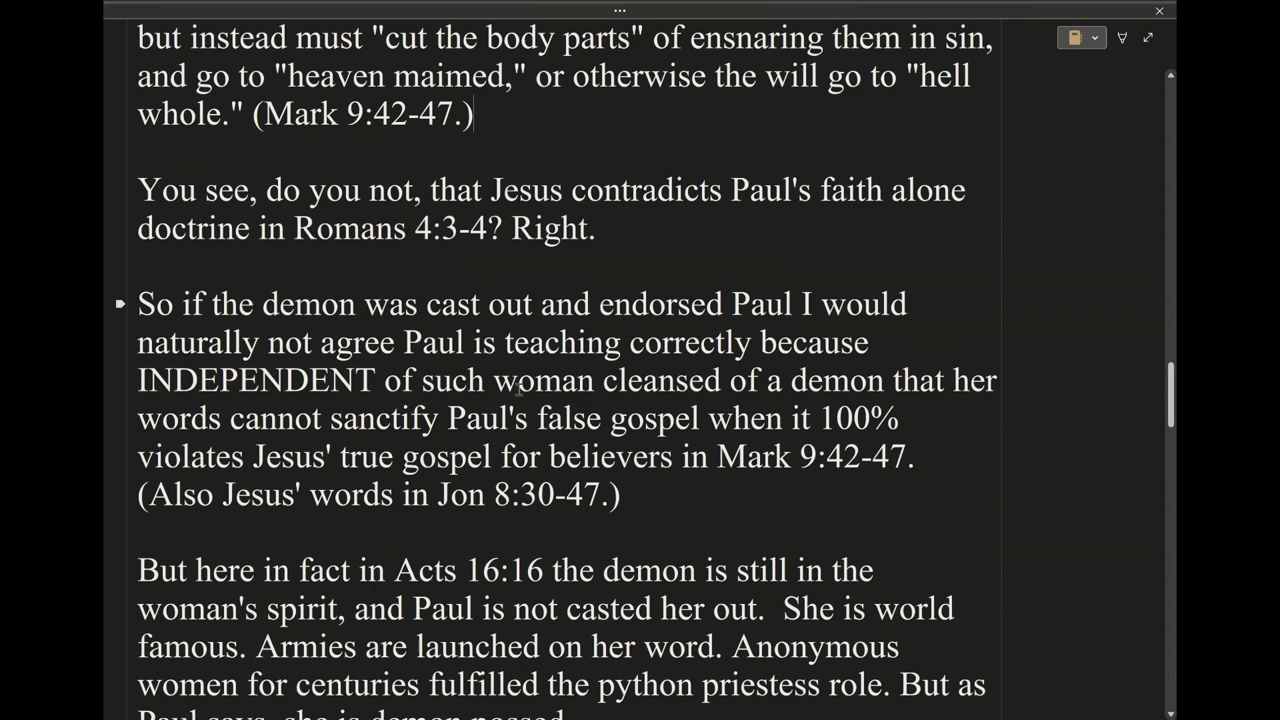 but instead must "cut the body parts" of ensnaring them in sin,
and go to "heaven maimed," or otherwise the will go to "hell
whole." (Mark 9:42-47.)
You see, do you not, that Jesus contradicts Paul's faith alone
doctrine in Romans 4:3-4? Right.
So if the demon was cast out and endorsed Paul I would
naturally not agree Paul is teaching correctly because
INDEPENDENT of such woman cleansed of a demon that her
words cannot sanctify Paul's false gospel when it 100%
violates Jesus' true gospel for believers in Mark 9:42-47.
(Also Jesus' words in Jon 8:30-47.)
But here in fact in Acts 16:16 the demon is still in the
woman's spirit, and Paul is not casted her out.  She is world
famous. Armies are launched on her word. Anonymous
women for centuries fulfilled the python priestess role. But as
Paul says, she is demon possed